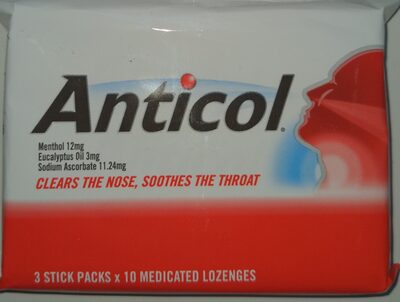 Anticol
Menthol 12mg
Eucalyptus Oil 3mg
Sodium Ascorbate 11.24mg
CLEARS THE NOSE, SOOTHES THE THROAT
3 STICK PACKS x 10 MEDICATED LOZENGES